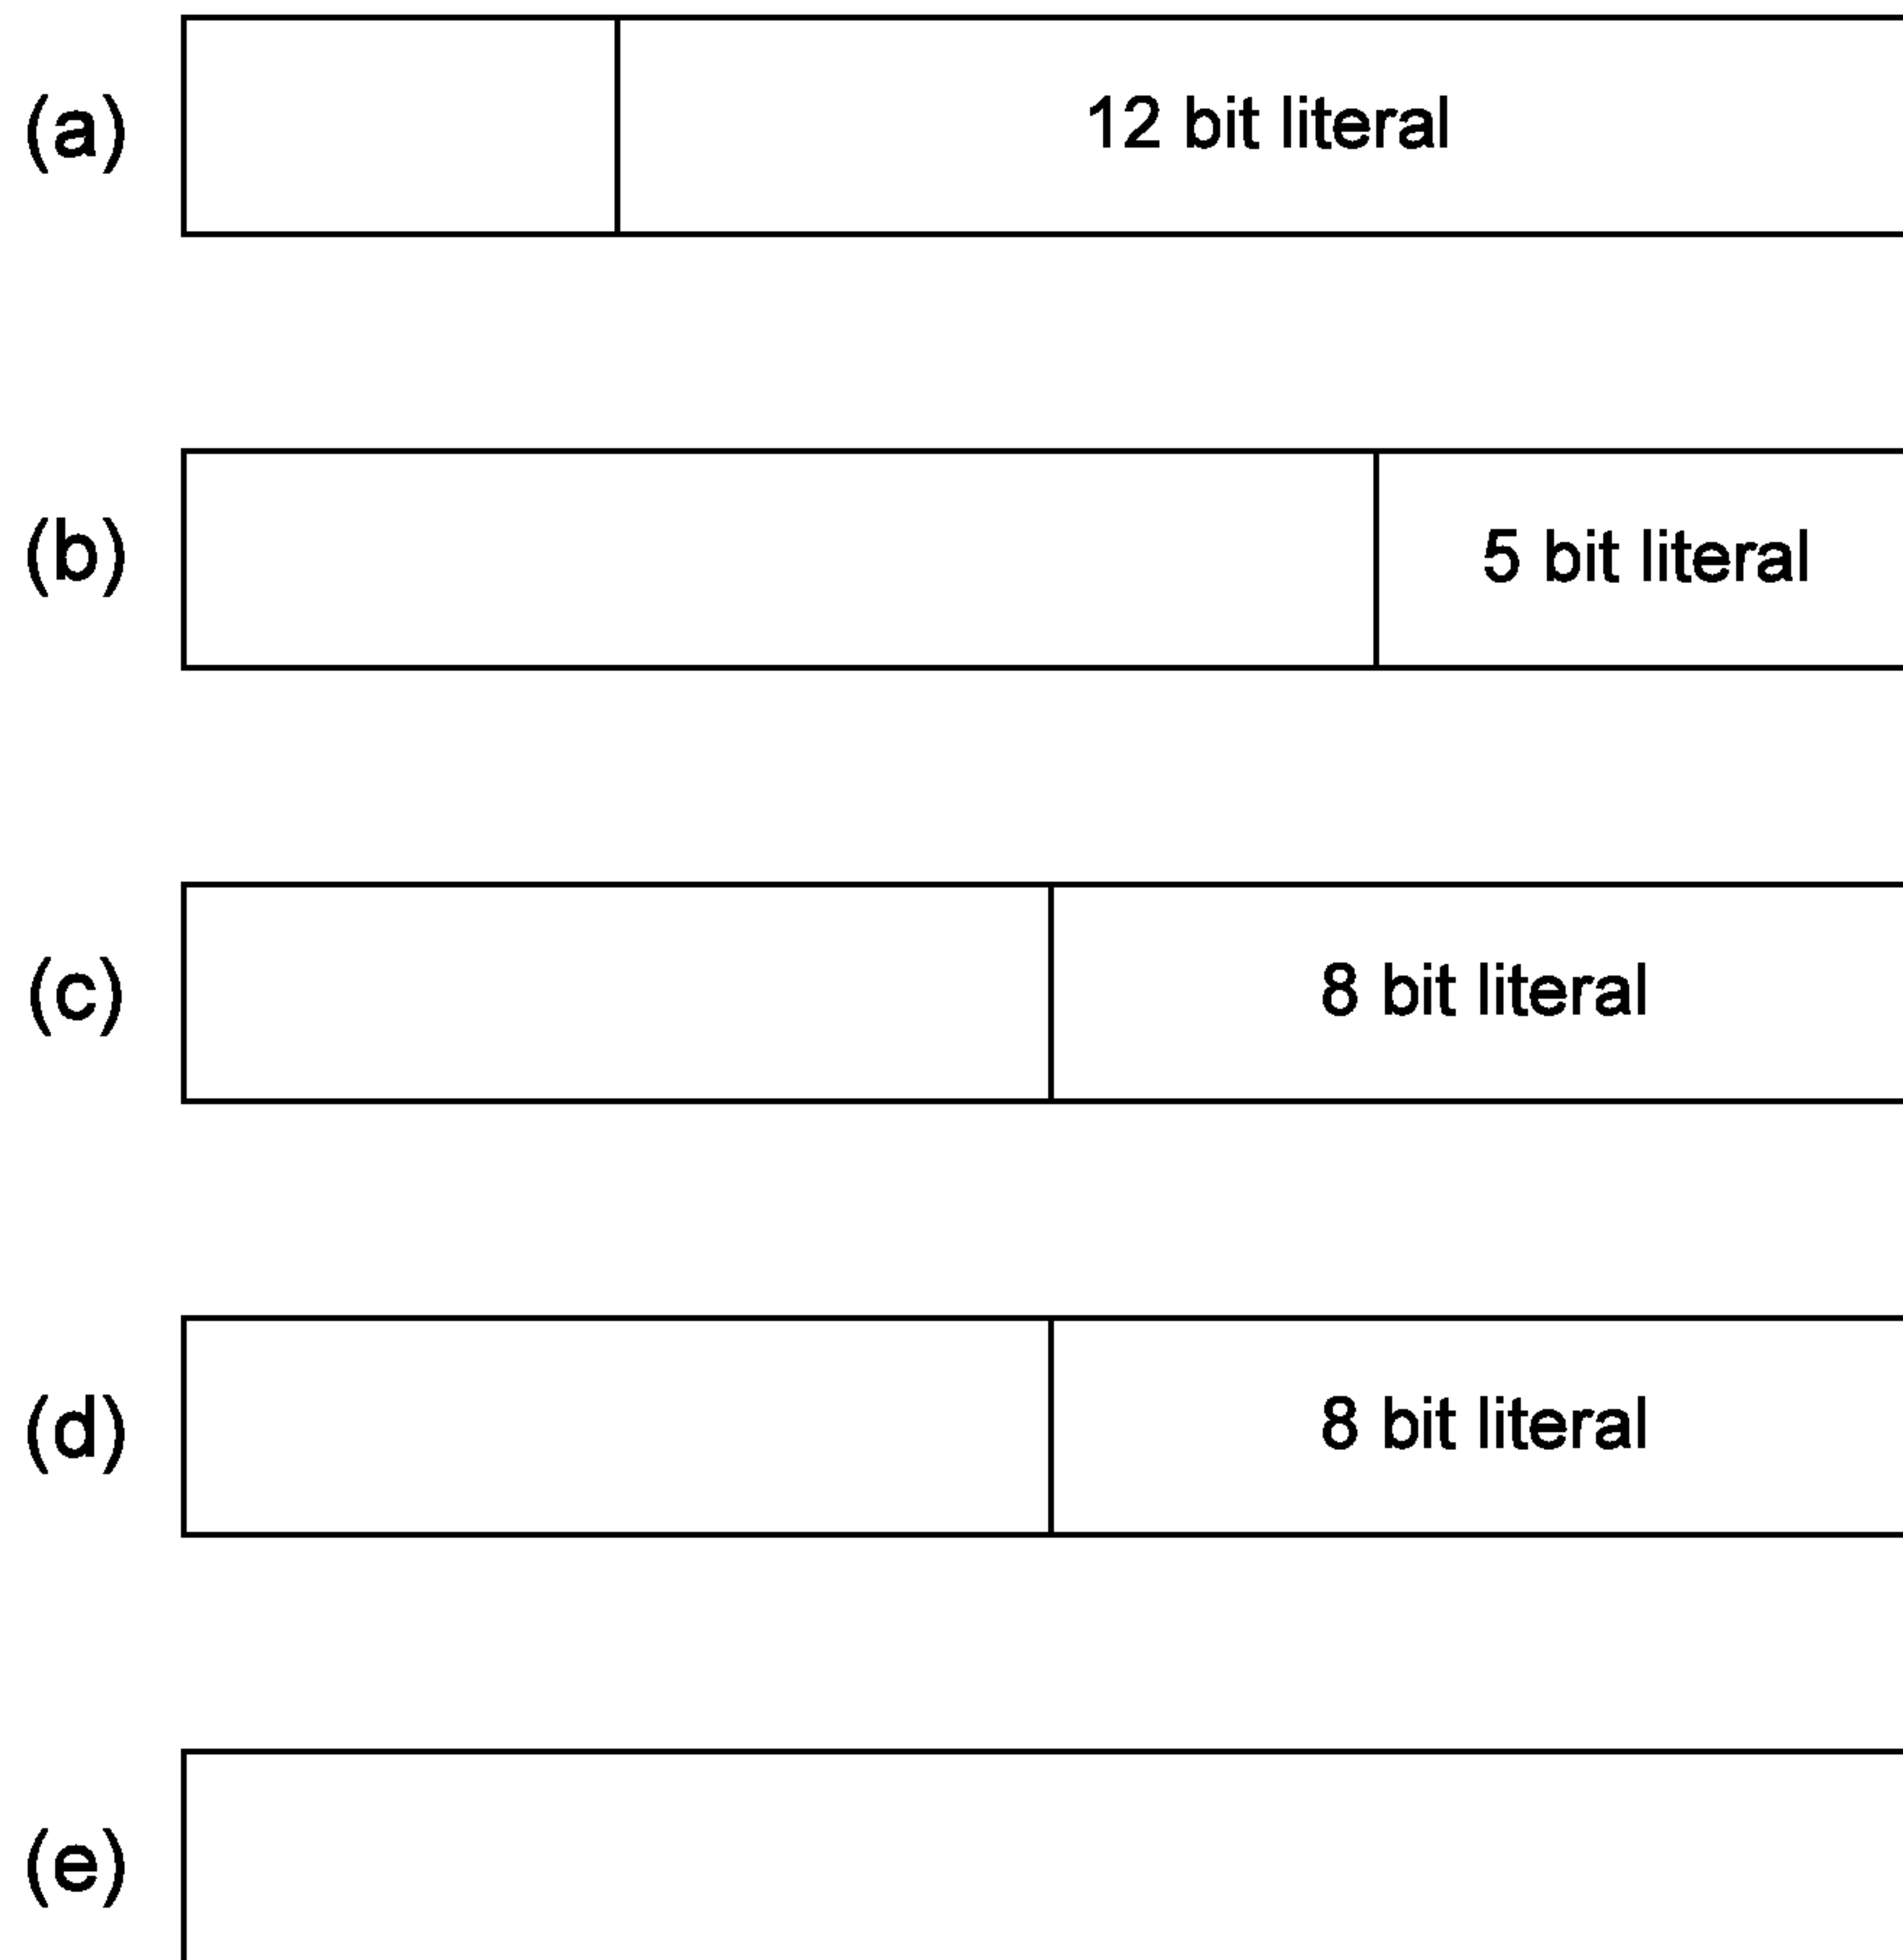 (a) 12 bit literal
(b) 5 bit literal
(c) 8 bit literal
(d) 8 bit literal
(e)